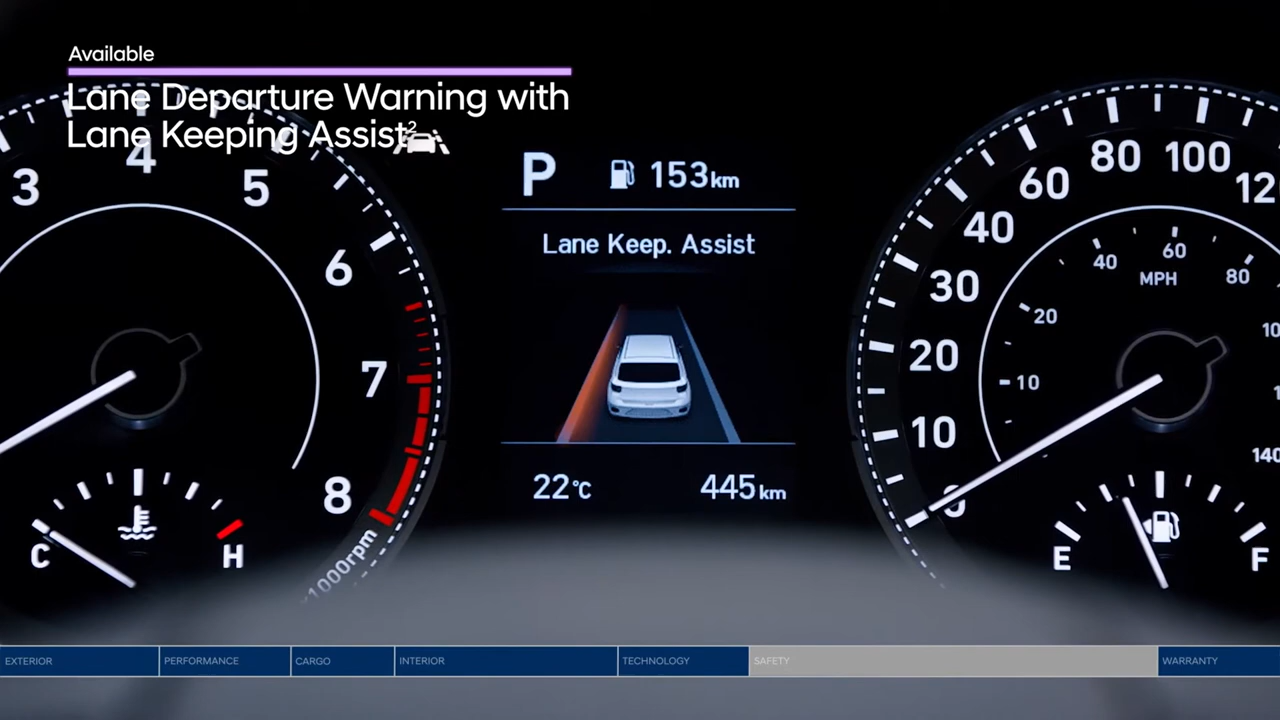 Available
Lane Departure Warning with
Lane Keeping Assist²
3
4
5
6
7
8
1000rpm
C
H
P
153km
Lane Keep. Assist
22°C
445km
0
10
20
30
40
60
80
100
10
20
40
60
80
140
MPH
E
F
EXTERIOR
PERFORMANCE
CARGO
INTERIOR
TECHNOLOGY
SAFETY
WARRANTY